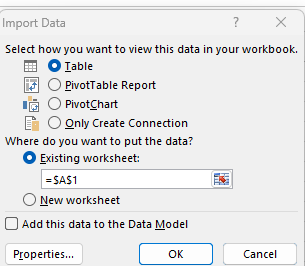 Import Data
?
Select how you want to view this data in your workbook.
Table
PivotTable Report
PivotChart
Only Create Connection
Where do you want to put the data?
Existing worksheet:
=$A$1
New worksheet
Add this data to the Data Model
Properties... OK Cancel